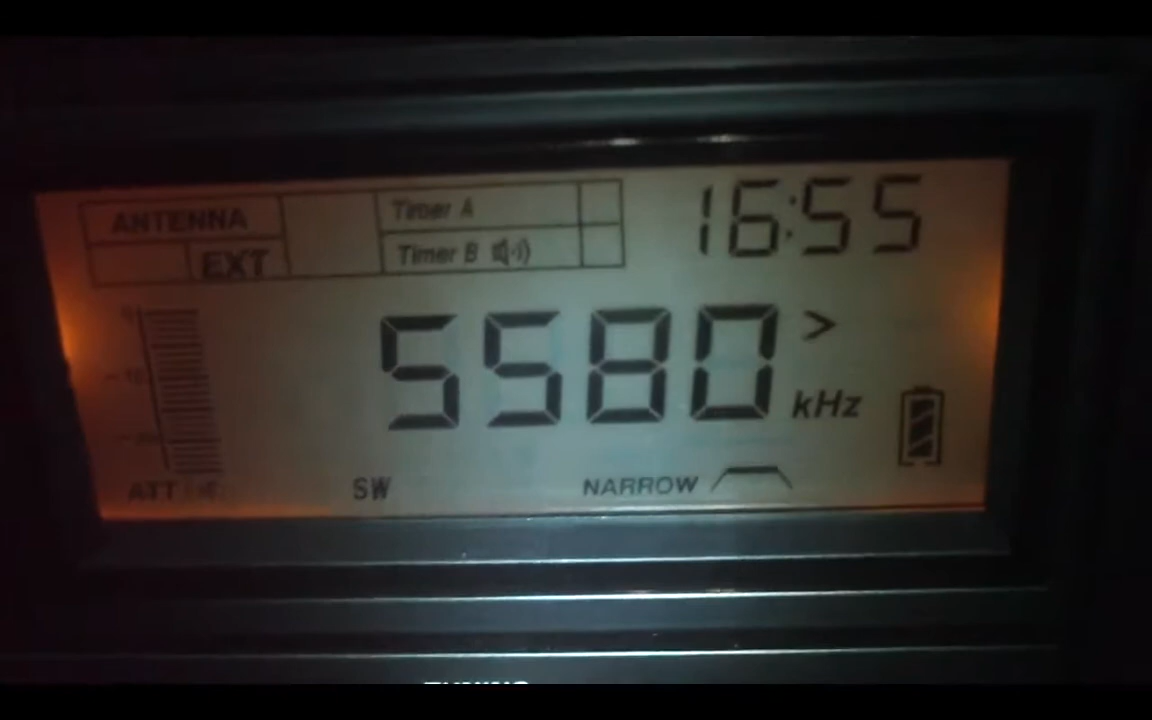 ANTENNA
EXT
Timer A
Timer B
16:55
5580 >
kHz
ATT
SW
NARROW